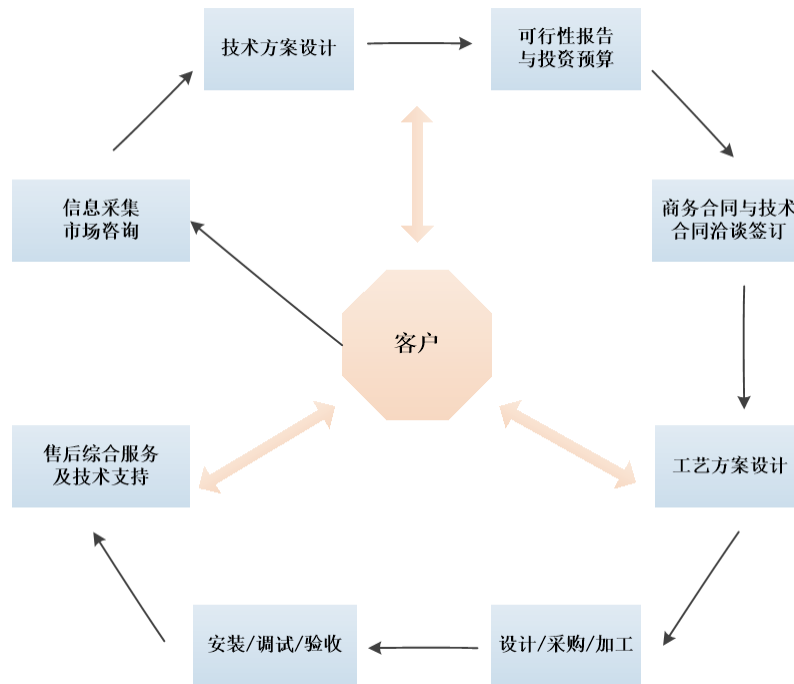 技术方案设计
可行性报告
与投资预算
信息采集
市场咨询
商务合同与技术
合同洽谈签订
客户
售后综合服务
及技术支持
工艺方案设计
安装/调试/验收
设计/采购/加工